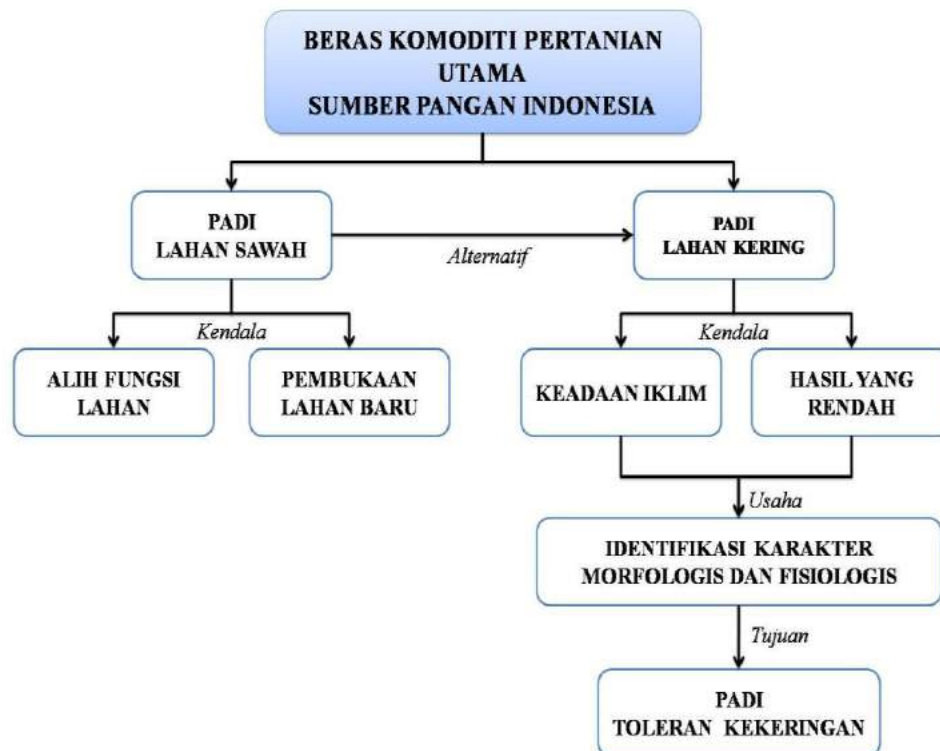 BERAS KOMODITI PERTANIAN
UTAMA
SUMBER PANGAN INDONESIA
PADI
LAHAN SAWAH
Alternatif
PADI
LAHAN KERING
Kendala
Kendala
ALIH FUNGSI
LAHAN
PEMBUKAAN
LAHAN BARU
KEADAAN IKLIM
HASIL YANG
RENDAH
Usaha
IDENTIFIKASI KARAKTER
MORFOLOGIS DAN FISIOLOGIS
Tujuan
PADI
TOLERAN KEKERINGAN